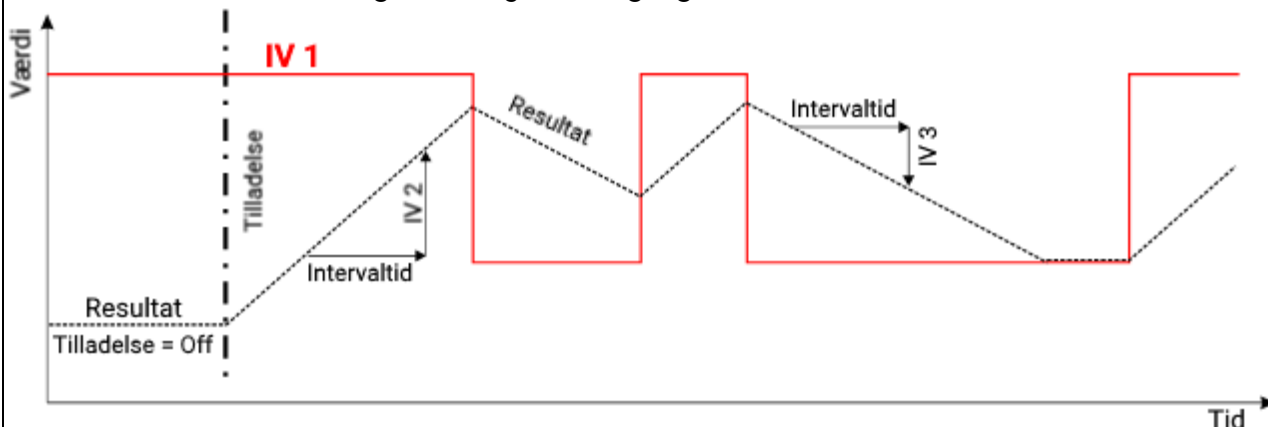 Værdi
IV 1
Tilladelse
Resultat
Intervaltid
IV 3
IV 2
Intervaltid
Resultat
Tilladelse = Off
Tid